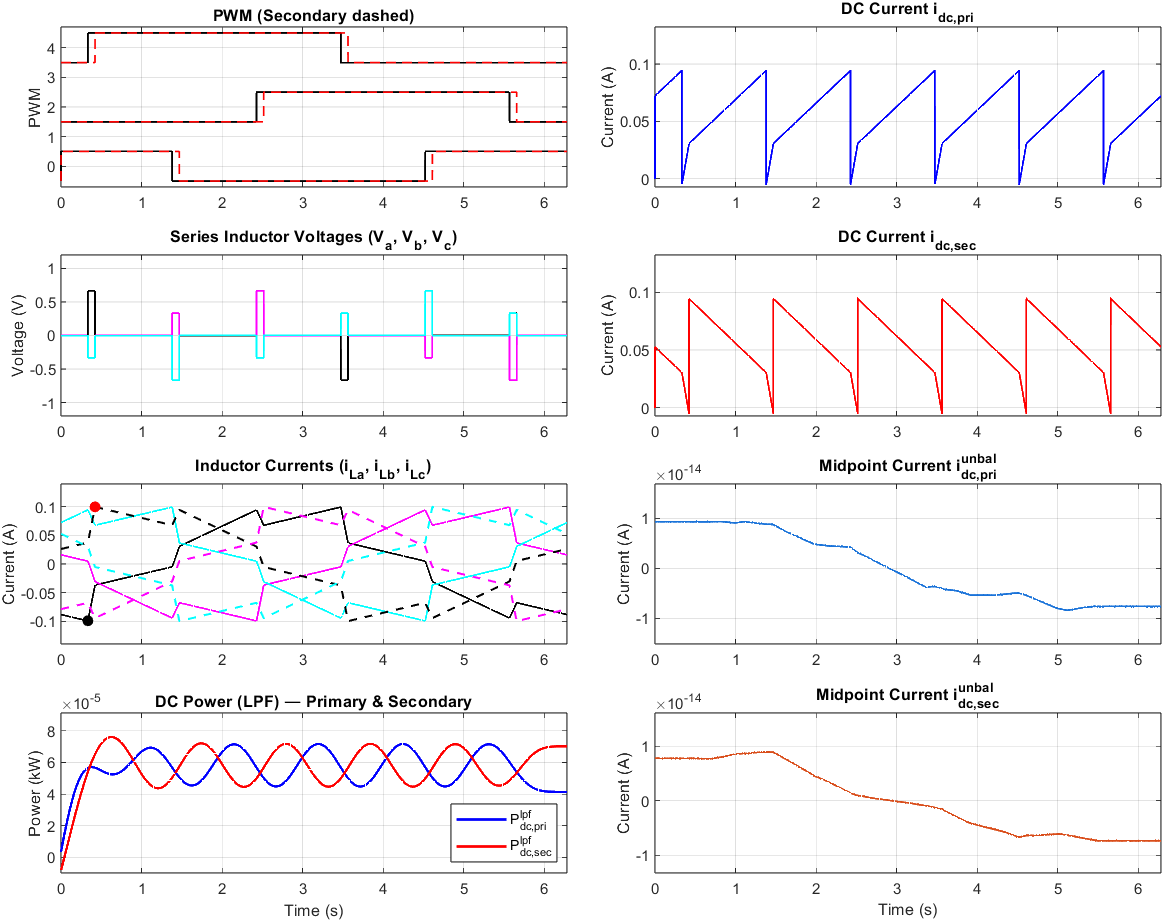 PWM (Secondary dashed)
PWM
4
3
2
1
0
0 1 2 3 4 5 6
DC Current i_dc,pri
Current (A)
0.1
0.05
0
0 1 2 3 4 5 6
Series Inductor Voltages (V_a, V_b, V_c)
Voltage (V)
1
0.5
0
-0.5
-1
0 1 2 3 4 5 6
DC Current i_dc,sec
Current (A)
0.1
0.05
0
0 1 2 3 4 5 6
Inductor Currents (i_La, i_Lb, i_Lc)
Current (A)
0.1
0.05
0
-0.05
-0.1
0 1 2 3 4 5 6
Midpoint Current i^unbal_dc,pri
×10^-14
Current (A)
1
0
-1
0 1 2 3 4 5 6
DC Power (LPF) — Primary & Secondary
×10^-5
Power (kW)
8
6
4
2
0
P^lpf_dc,pri
P^lpf_dc,sec
0 1 2 3 4 5 6
Time (s)
Midpoint Current i^unbal_dc,sec
×10^-14
Current (A)
1
0
-1
0 1 2 3 4 5 6
Time (s)